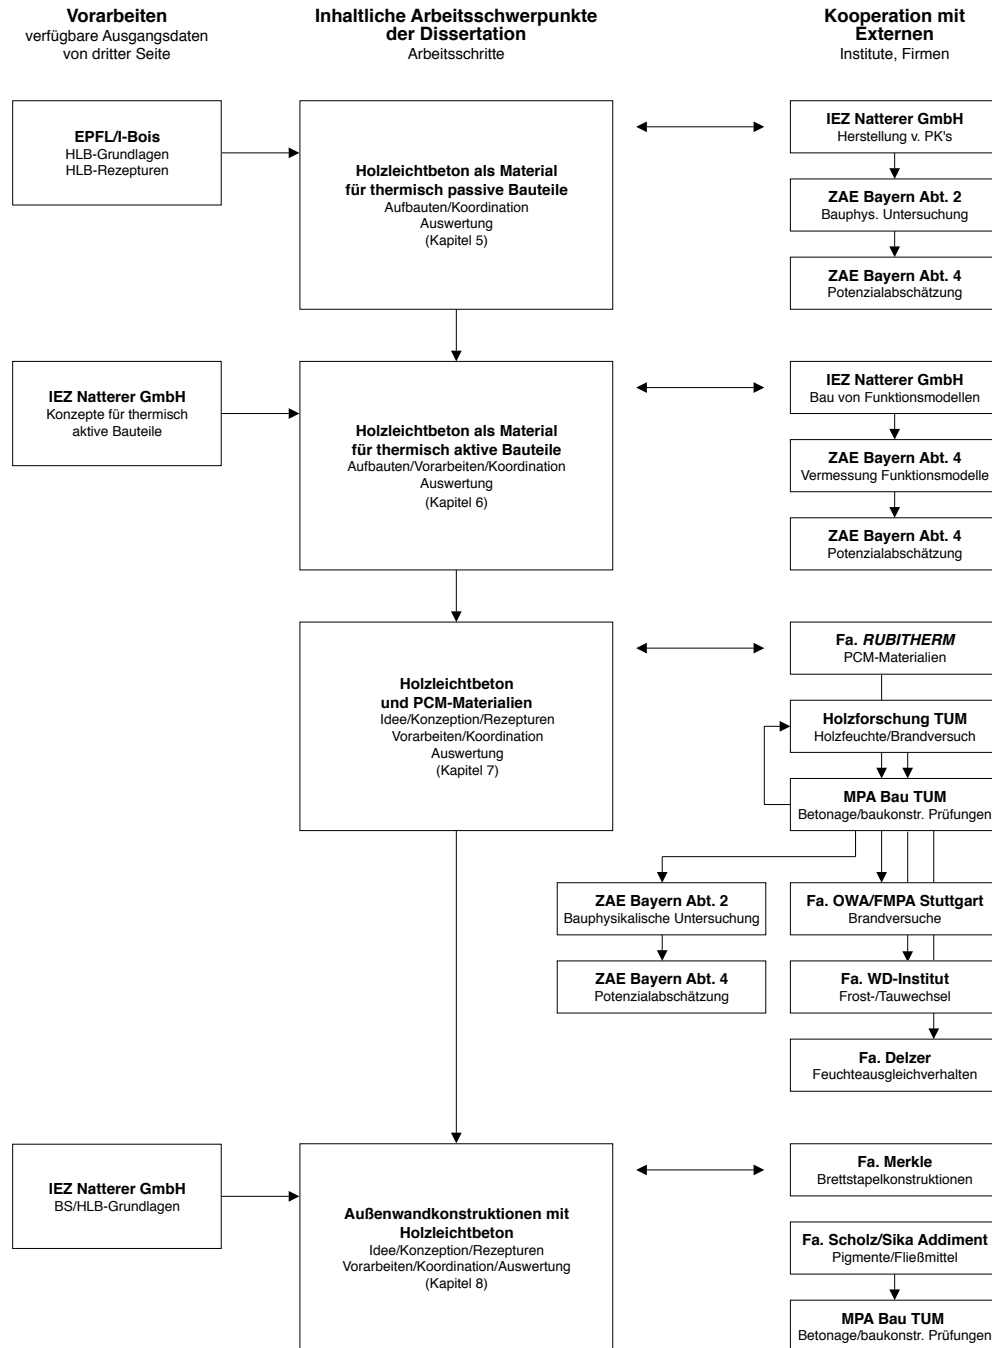 Vorarbeiten
verfügbare Ausgangsdaten
von dritter Seite
Inhaltliche Arbeitsschwerpunkte
der Dissertation
Arbeitsschritte
Kooperation mit
Externen
Institute, Firmen
EPFL/I-Bois
HLB-Grundlagen
HLB-Rezepturen
Holzleichtbeton als Material
für thermisch passive Bauteile
Aufbauten/Koordination
Auswertung
(Kapitel 5)
IEZ Natterer GmbH
Herstellung v. PK's
ZAE Bayern Abt. 2
Bauphys. Untersuchung
ZAE Bayern Abt. 4
Potenzialabschätzung
IEZ Natterer GmbH
Konzepte für thermisch
aktive Bauteile
Holzleichtbeton als Material
für thermisch aktive Bauteile
Aufbauten/Vorarbeiten/Koordination
Auswertung
(Kapitel 6)
IEZ Natterer GmbH
Bau von Funktionsmodellen
ZAE Bayern Abt. 4
Vermessung Funktionsmodelle
ZAE Bayern Abt. 4
Potenzialabschätzung
Holzleichtbeton
und PCM-Materialien
Idee/Konzeption/Rezepturen
Vorarbeiten/Koordination
Auswertung
(Kapitel 7)
Fa. RUBITHERM
PCM-Materialien
Holzforschung TUM
Holzfeuchte/Brandversuch
MPA Bau TUM
Betonage/baukonstr. Prüfungen
ZAE Bayern Abt. 2
Bauphysikalische Untersuchung
ZAE Bayern Abt. 4
Potenzialabschätzung
Fa. OWA/FMPA Stuttgart
Brandversuche
Fa. WD-Institut
Frost-/Tauwechsel
Fa. Delzer
Feuchteausgleichverhalten
IEZ Natterer GmbH
BS/HLB-Grundlagen
Außenwandkonstruktionen mit
Holzleichtbeton
Idee/Konzeption/Rezepturen
Vorarbeiten/Koordination/Auswertung
(Kapitel 8)
Fa. Merkle
Brettstapelkonstruktionen
Fa. Scholz/Sika Addiment
Pigmente/Fließmittel
MPA Bau TUM
Betonage/baukonstr. Prüfungen